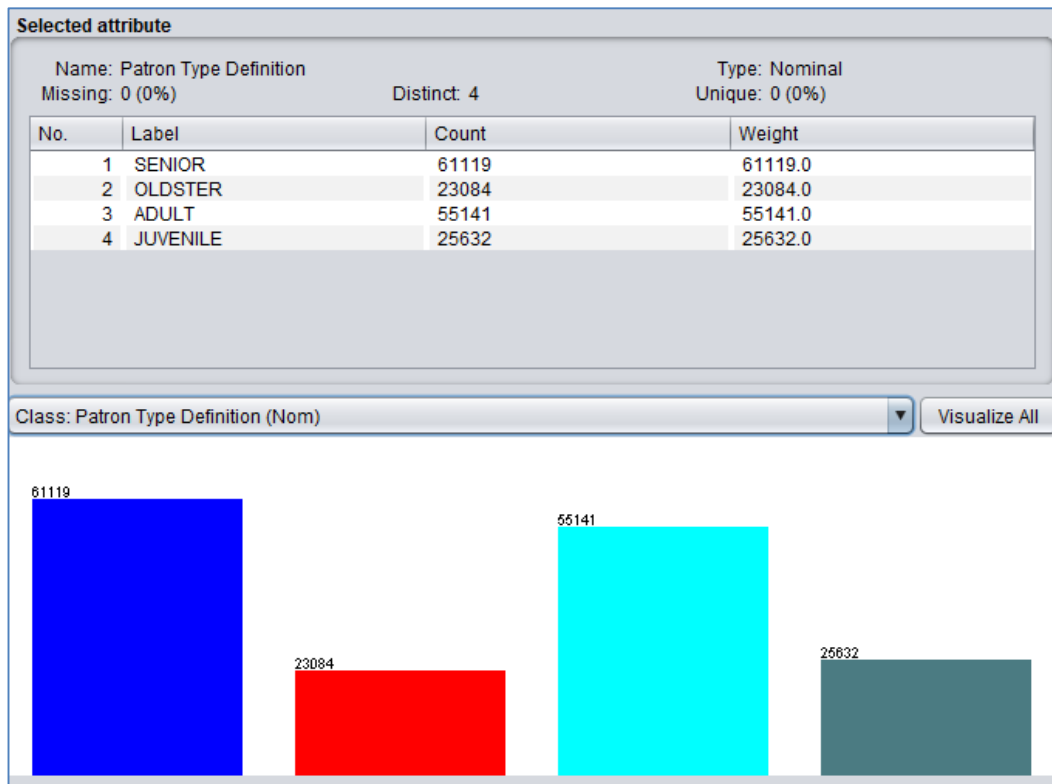 Selected attribute
Name: Patron Type Definition Type: Nominal
Missing: 0 (0%) Distinct: 4 Unique: 0 (0%)
No. Label Count Weight
1 SENIOR 61119 61119.0
2 OLDSTER 23084 23084.0
3 ADULT 55141 55141.0
4 JUVENILE 25632 25632.0
Class: Patron Type Definition (Nom) Visualize All
61119
55141
25632
23084